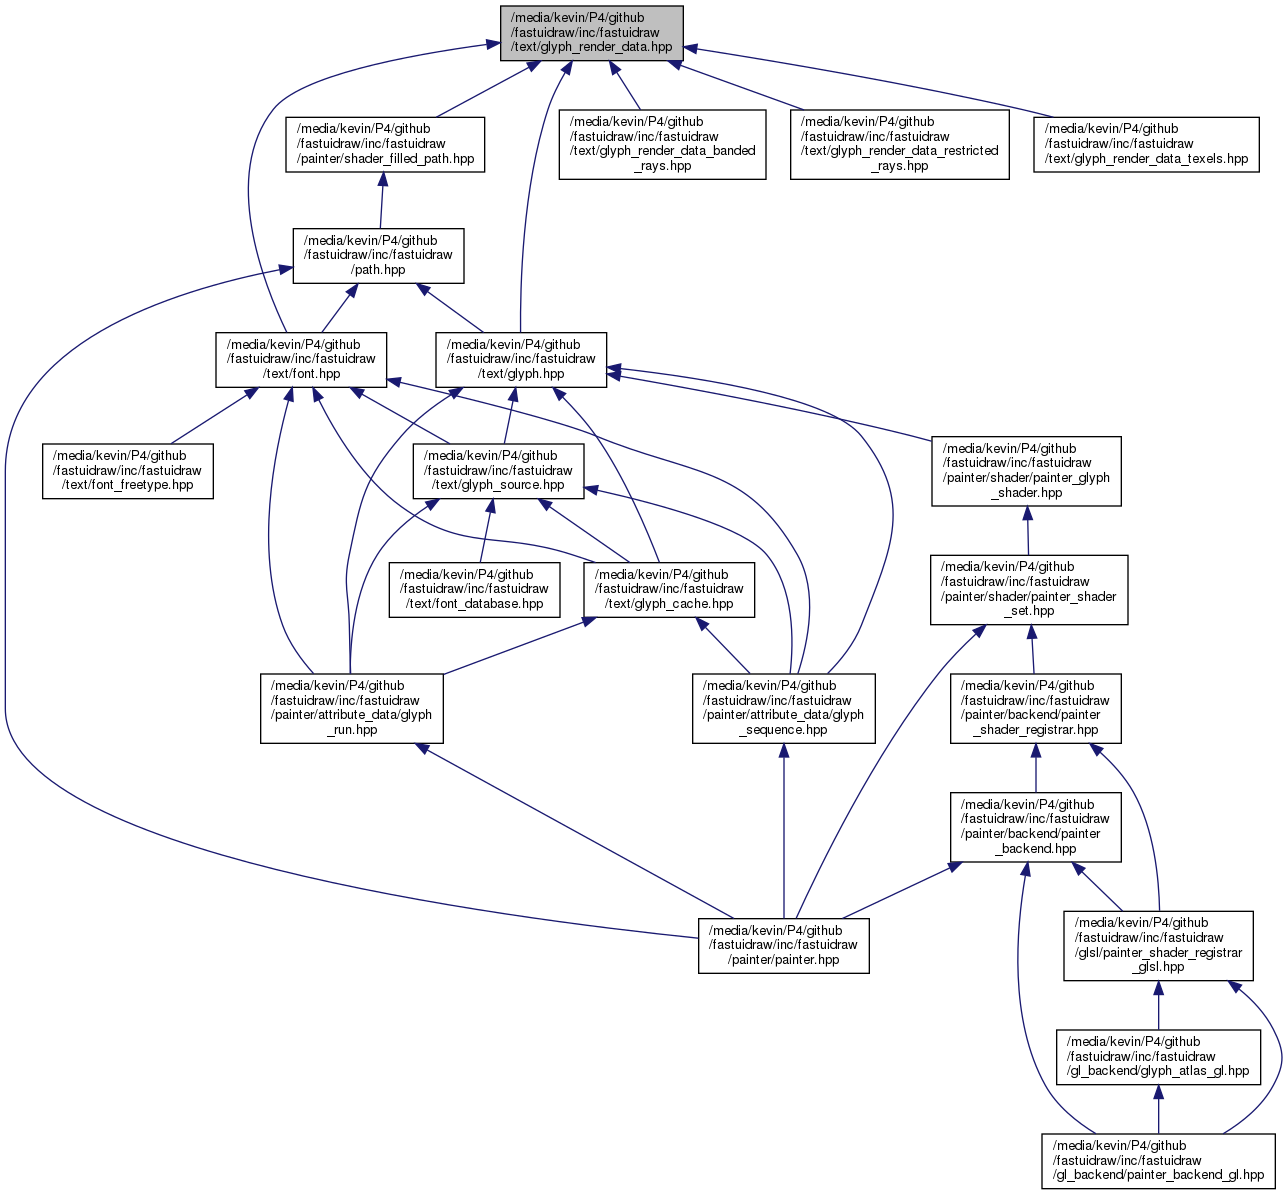 /media/kevin/P4/github
/fastuidraw/inc/fastuidraw
/text/glyph_render_data.hpp
/media/kevin/P4/github
/fastuidraw/inc/fastuidraw
/painter/shader_filled_path.hpp
/media/kevin/P4/github
/fastuidraw/inc/fastuidraw
/text/glyph_render_data_banded
_rays.hpp
/media/kevin/P4/github
/fastuidraw/inc/fastuidraw
/text/glyph_render_data_restricted
_rays.hpp
/media/kevin/P4/github
/fastuidraw/inc/fastuidraw
/text/glyph_render_data_texels.hpp
/media/kevin/P4/github
/fastuidraw/inc/fastuidraw
/path.hpp
/media/kevin/P4/github
/fastuidraw/inc/fastuidraw
/text/font.hpp
/media/kevin/P4/github
/fastuidraw/inc/fastuidraw
/text/glyph.hpp
/media/kevin/P4/github
/fastuidraw/inc/fastuidraw
/text/font_freetype.hpp
/media/kevin/P4/github
/fastuidraw/inc/fastuidraw
/text/glyph_source.hpp
/media/kevin/P4/github
/fastuidraw/inc/fastuidraw
/painter/shader/painter_glyph
_shader.hpp
/media/kevin/P4/github
/fastuidraw/inc/fastuidraw
/text/font_database.hpp
/media/kevin/P4/github
/fastuidraw/inc/fastuidraw
/text/glyph_cache.hpp
/media/kevin/P4/github
/fastuidraw/inc/fastuidraw
/painter/shader/painter_shader
_set.hpp
/media/kevin/P4/github
/fastuidraw/inc/fastuidraw
/painter/attribute_data/glyph
_run.hpp
/media/kevin/P4/github
/fastuidraw/inc/fastuidraw
/painter/attribute_data/glyph
_sequence.hpp
/media/kevin/P4/github
/fastuidraw/inc/fastuidraw
/painter/backend/painter
_shader_registrar.hpp
/media/kevin/P4/github
/fastuidraw/inc/fastuidraw
/painter/backend/painter
_backend.hpp
/media/kevin/P4/github
/fastuidraw/inc/fastuidraw
/painter/painter.hpp
/media/kevin/P4/github
/fastuidraw/inc/fastuidraw
/glsl/painter_shader_registrar
_glsl.hpp
/media/kevin/P4/github
/fastuidraw/inc/fastuidraw
/gl_backend/glyph_atlas_gl.hpp
/media/kevin/P4/github
/fastuidraw/inc/fastuidraw
/gl_backend/painter_backend_gl.hpp